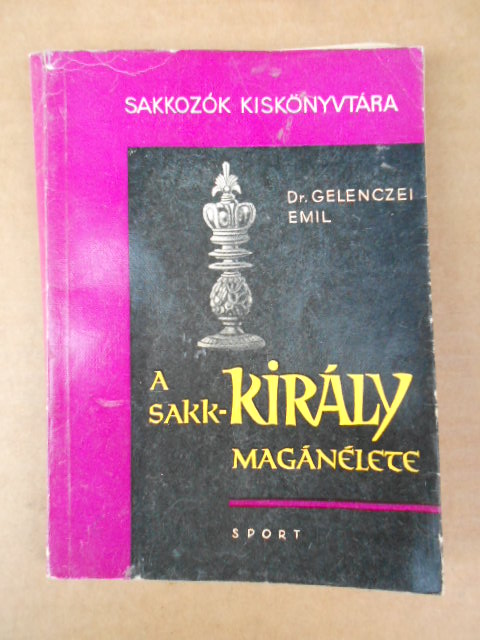 SAKKOZÓK KISKÖNYVTÁRA
Dr. GELENCZEI
EMIL
A
SAKK-KIRÁLY
MAGÁNÉLETE
SPORT